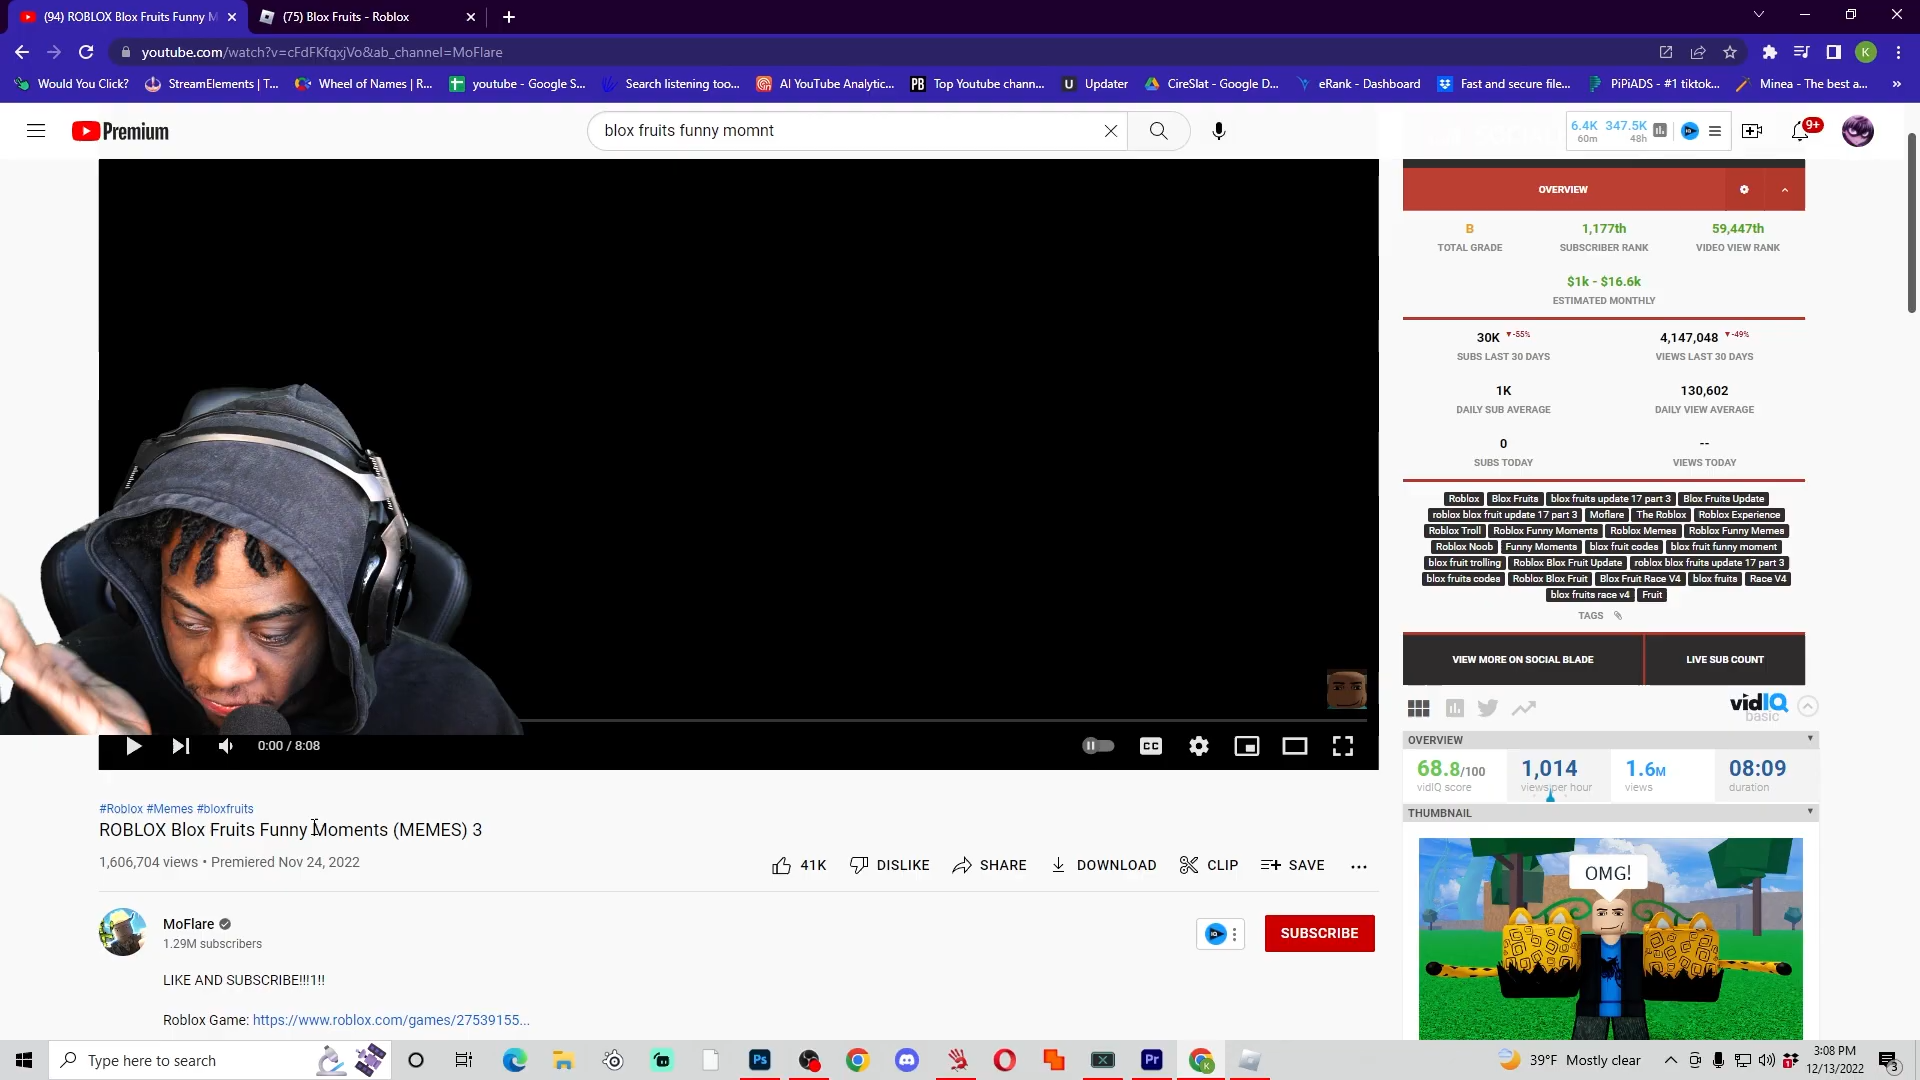 (94) ROBLOX Blox Fruits Funny M
(75) Blox Fruits - Roblox
youtube.com/watch?v=cFdFKfqxjVo&ab_channel=MoFlare
K
Would You Click?
StreamElements | T...
Wheel of Names | R...
youtube - Google S...
Search listening too...
AI YouTube Analytic...
PB Top Youtube chann...
U Updater
CireSlat - Google D...
eRank - Dashboard
Fast and secure file...
PiPiADS - #1 tiktok...
Minea - The best a...
Premium
blox fruits funny momnt
6.4K 347.5K
60m 48h
9+
OVERVIEW
B 1,177th 59,447th
TOTAL GRADE SUBSCRIBER RANK VIDEO VIEW RANK
$1k - $16.6k
ESTIMATED MONTHLY
30K -55% 4,147,048 -49%
SUBS LAST 30 DAYS VIEWS LAST 30 DAYS
1K 130,602
DAILY SUB AVERAGE DAILY VIEW AVERAGE
0 --
SUBS TODAY VIEWS TODAY
Roblox Blox Fruits blox fruits update 17 part 3 Blox Fruits Update
roblox blox fruit update 17 part 3 Moflare The Roblox Roblox Experience
Roblox Troll Roblox Funny Moments Roblox Memes Roblox Funny Memes
Roblox Noob Funny Moments blox fruit codes blox fruit funny moment
blox fruit trolling Roblox Blox Fruit Update roblox blox fruits update 17 part 3
blox fruits codes Roblox Blox Fruit Blox Fruit Race V4 blox fruits Race V4
blox fruits race v4 Fruit
TAGS
VIEW MORE ON SOCIAL BLADE LIVE SUB COUNT
vidIQ
basic
OVERVIEW
68.8/100 1,014 1.6M 08:09
vidIQ score views per hour views duration
THUMBNAIL
OMG!
0:00 / 8:08
CC
#Roblox #Memes #bloxfruits
ROBLOX Blox Fruits Funny Moments (MEMES) 3
1,606,704 views • Premiered Nov 24, 2022
41K DISLIKE SHARE DOWNLOAD CLIP SAVE ...
MoFlare
1.29M subscribers
SUBSCRIBE
LIKE AND SUBSCRIBE!!!1!!
Roblox Game: https://www.roblox.com/games/27539155...
Type here to search
Ps
Pr
39°F Mostly clear
3:08 PM
12/13/2022
3